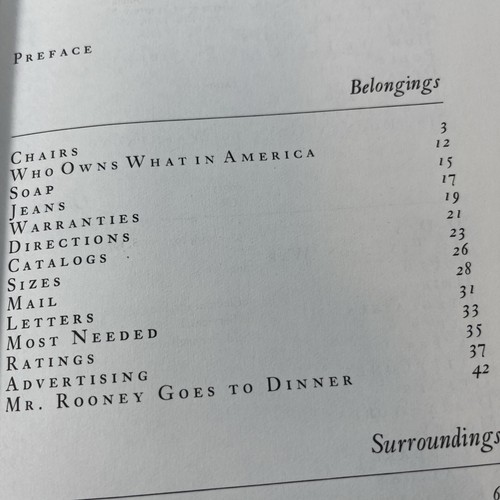 PREFACE
Belongings
CHAIRS 3
WHO OWNS WHAT IN AMERICA 12
SOAP 15
JEANS 17
WARRANTIES 19
DIRECTIONS 21
CATALOGS 23
SIZES 26
MAIL 28
LETTERS 31
MOST NEEDED 33
RATINGS 35
ADVERTISING 37
MR. ROONEY GOES TO DINNER 42
Surroundings